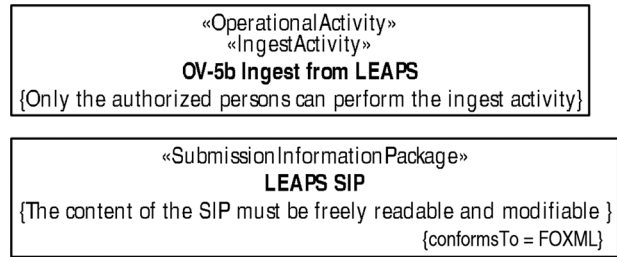 «OperationalActivity»
«IngestActivity»
OV-5b Ingest from LEAPS
{Only the authorized persons can perform the ingest activity}
«SubmissionInformationPackage»
LEAPS SIP
{The content of the SIP must be freely readable and modifiable }
{conformsTo = FOXML}